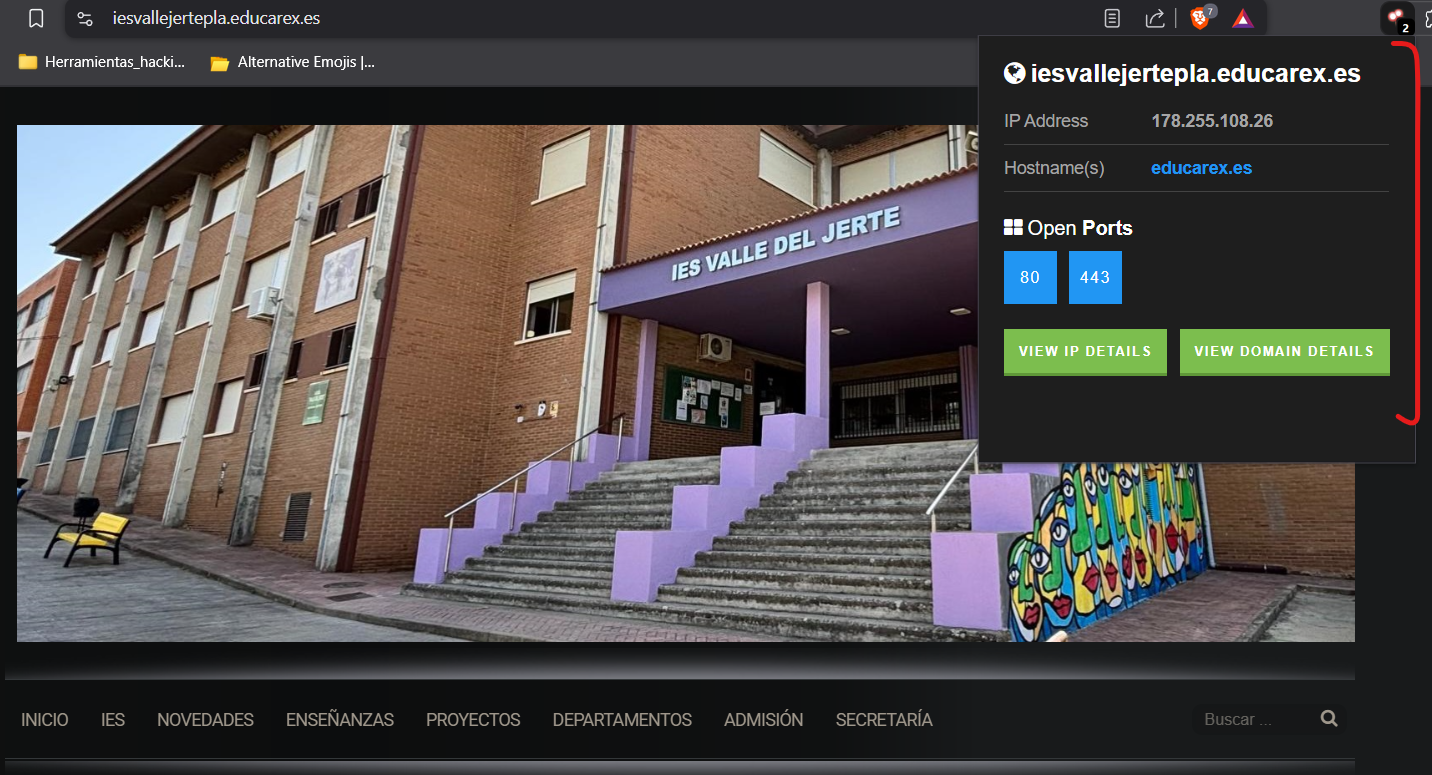 iesvallejertepla.educarex.es
7
2
Herramientas_hacki...
Alternative Emojis |...
iesvallejertepla.educarex.es
IP Address 178.255.108.26
Hostname(s) educarex.es
Open Ports
80 443
VIEW IP DETAILS VIEW DOMAIN DETAILS
IES VALLE DEL JERTE
INICIO IES NOVEDADES ENSEÑANZAS PROYECTOS DEPARTAMENTOS ADMISIÓN SECRETARÍA Buscar ...